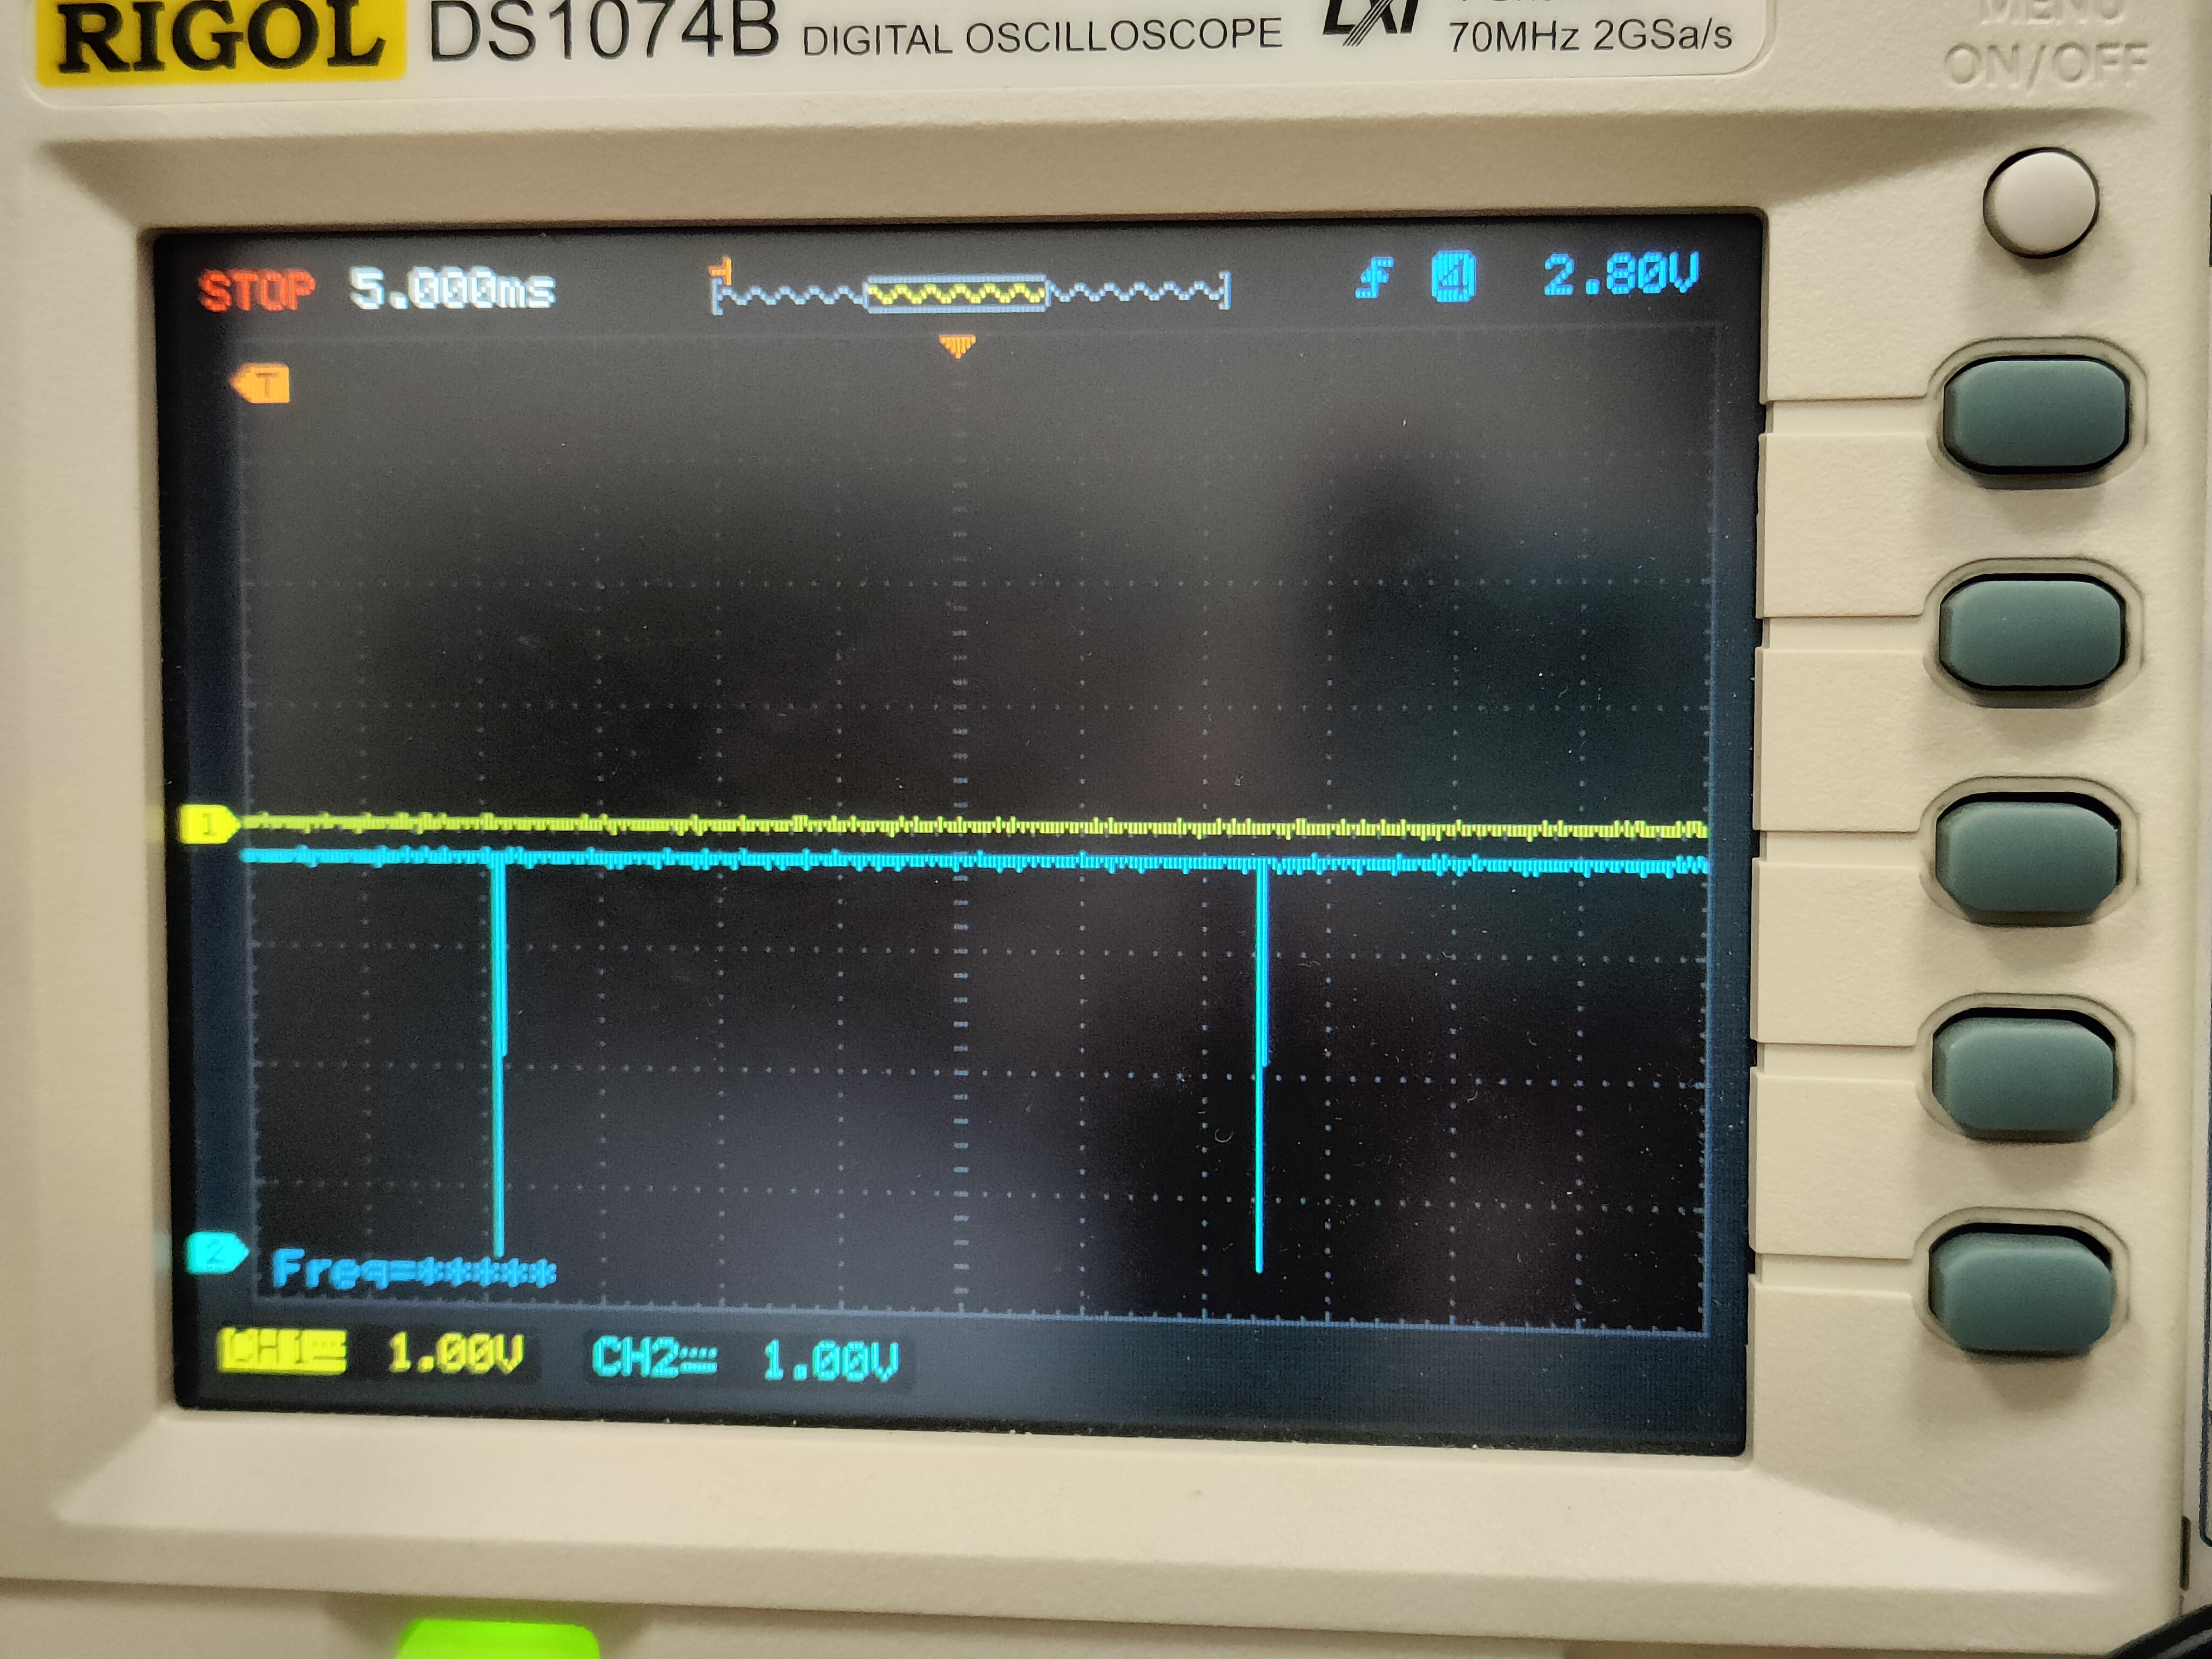 RIGOL DS1074B DIGITAL OSCILLOSCOPE LXI 70MHz 2GSa/s
MENU
ON/OFF
STOP 5.000ms 4 2.80V
T
1
2
Freq=*****
CH1 1.00V CH2 1.00V